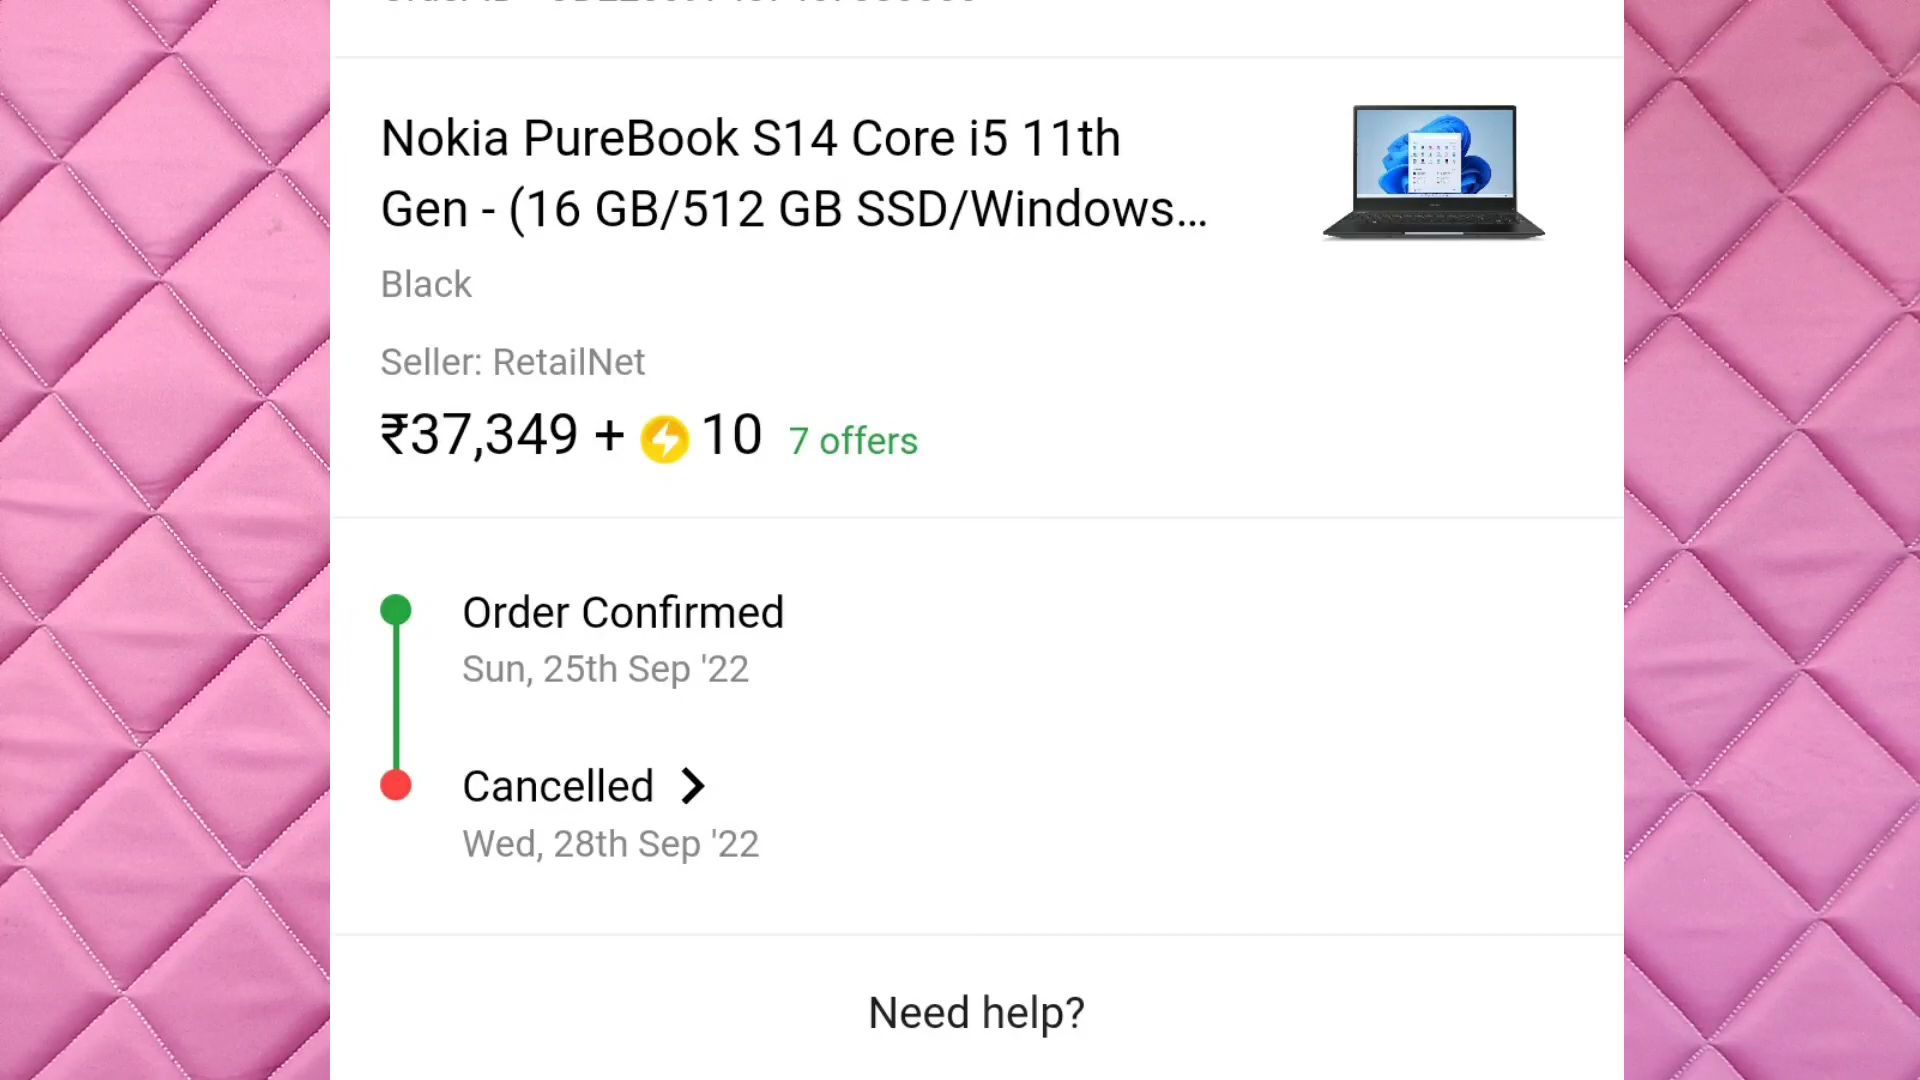 Nokia PureBook S14 Core i5 11th
Gen - (16 GB/512 GB SSD/Windows...
Black
Seller: RetailNet
₹37,349 + 10 7 offers
Order Confirmed
Sun, 25th Sep '22
Cancelled
Wed, 28th Sep '22
Need help?